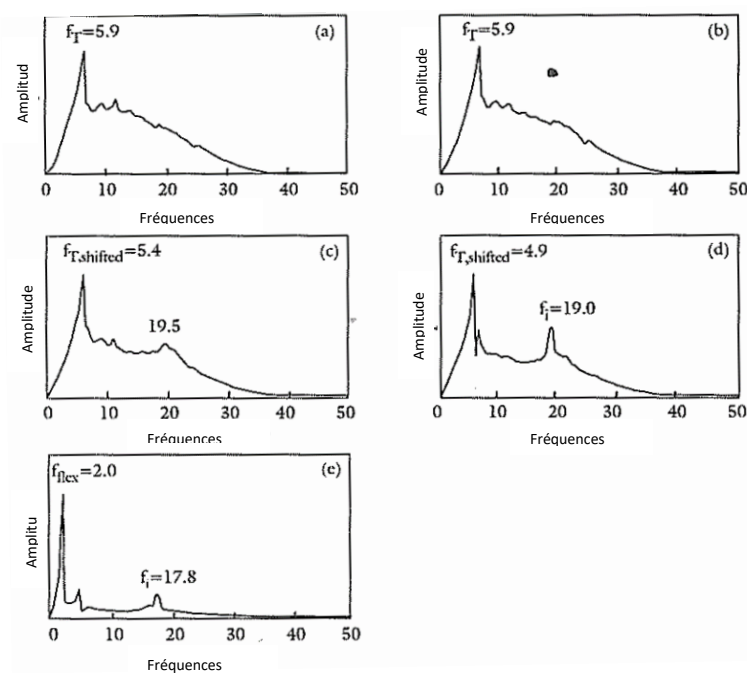 f_T=5.9 (a)
Amplitud
0 10 20 30 40 50
Fréquences
f_T=5.9 (b)
Amplitude
0 10 20 30 40 50
Fréquences
f_T,shifted=5.4 (c)
19.5
Amplitude
0 10 20 30 40 50
Fréquences
f_T,shifted=4.9 (d)
f_i=19.0
Amplitude
0 10 20 30 40 50
Fréquences
f_flex=2.0 (e)
f_i=17.8
Amplitu
0 10 20 30 40 50
Fréquences